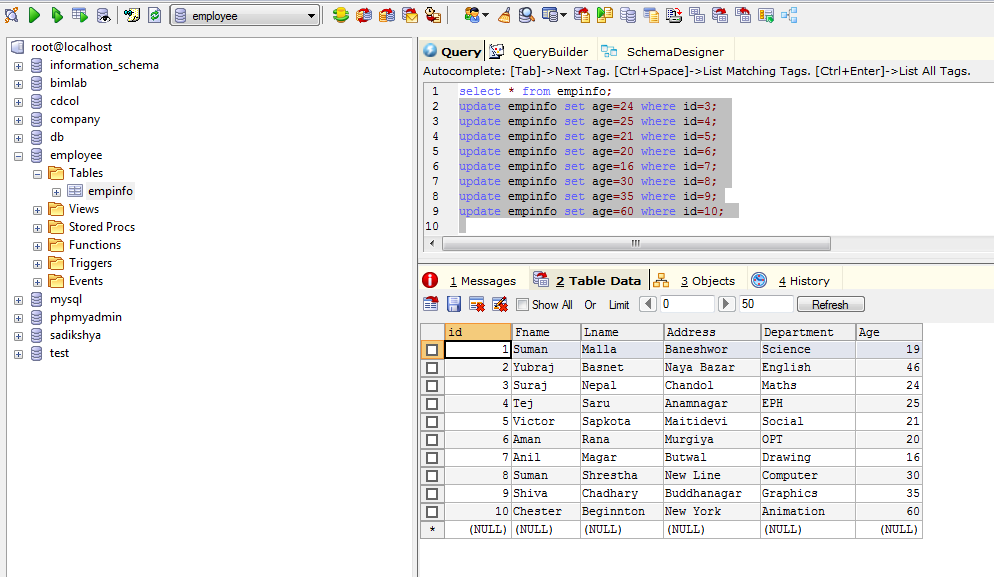 employee
root@localhost
information_schema
bimlab
cdcol
company
db
employee
Tables
empinfo
Views
Stored Procs
Functions
Triggers
Events
mysql
phpmyadmin
sadikshya
test
Query QueryBuilder SchemaDesigner
Autocomplete: [Tab]->Next Tag. [Ctrl+Space]->List Matching Tags. [Ctrl+Enter]->List All Tags.
1 select * from empinfo;
2 update empinfo set age=24 where id=3;
3 update empinfo set age=25 where id=4;
4 update empinfo set age=21 where id=5;
5 update empinfo set age=20 where id=6;
6 update empinfo set age=16 where id=7;
7 update empinfo set age=30 where id=8;
8 update empinfo set age=35 where id=9;
9 update empinfo set age=60 where id=10;
10
1 Messages 2 Table Data 3 Objects 4 History
Show All Or Limit 0 50 Refresh
id Fname Lname Address Department Age
1 Suman Malla Baneshwor Science 19
2 Yubraj Basnet Naya Bazar English 46
3 Suraj Nepal Chandol Maths 24
4 Tej Saru Anamnagar EPH 25
5 Victor Sapkota Maitidevi Social 21
6 Aman Rana Murgiya OPT 20
7 Anil Magar Butwal Drawing 16
8 Suman Shrestha New Line Computer 30
9 Shiva Chadhary Buddhanagar Graphics 35
10 Chester Beginnton New York Animation 60
* (NULL) (NULL) (NULL) (NULL) (NULL) (NULL)